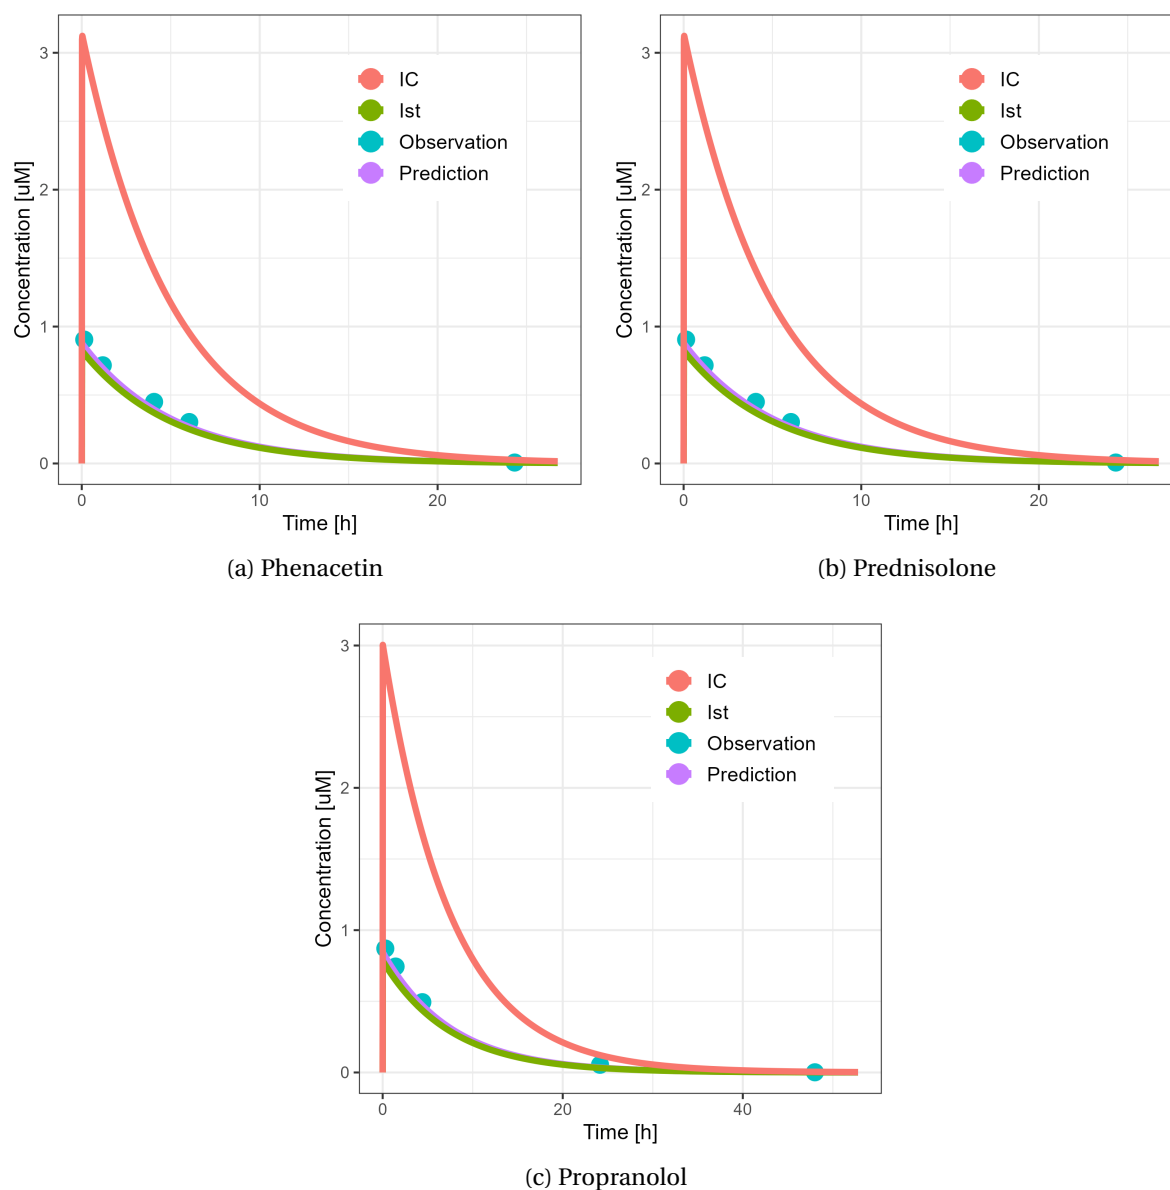 3
2
1
0
Concentration [uM]
IC
Ist
Observation
Prediction
0
10
20
Time [h]
(a) Phenacetin
3
2
1
0
Concentration [uM]
IC
Ist
Observation
Prediction
0
10
20
Time [h]
(b) Prednisolone
3
2
1
0
Concentration [uM]
IC
Ist
Observation
Prediction
0
20
40
Time [h]
(c) Propranolol